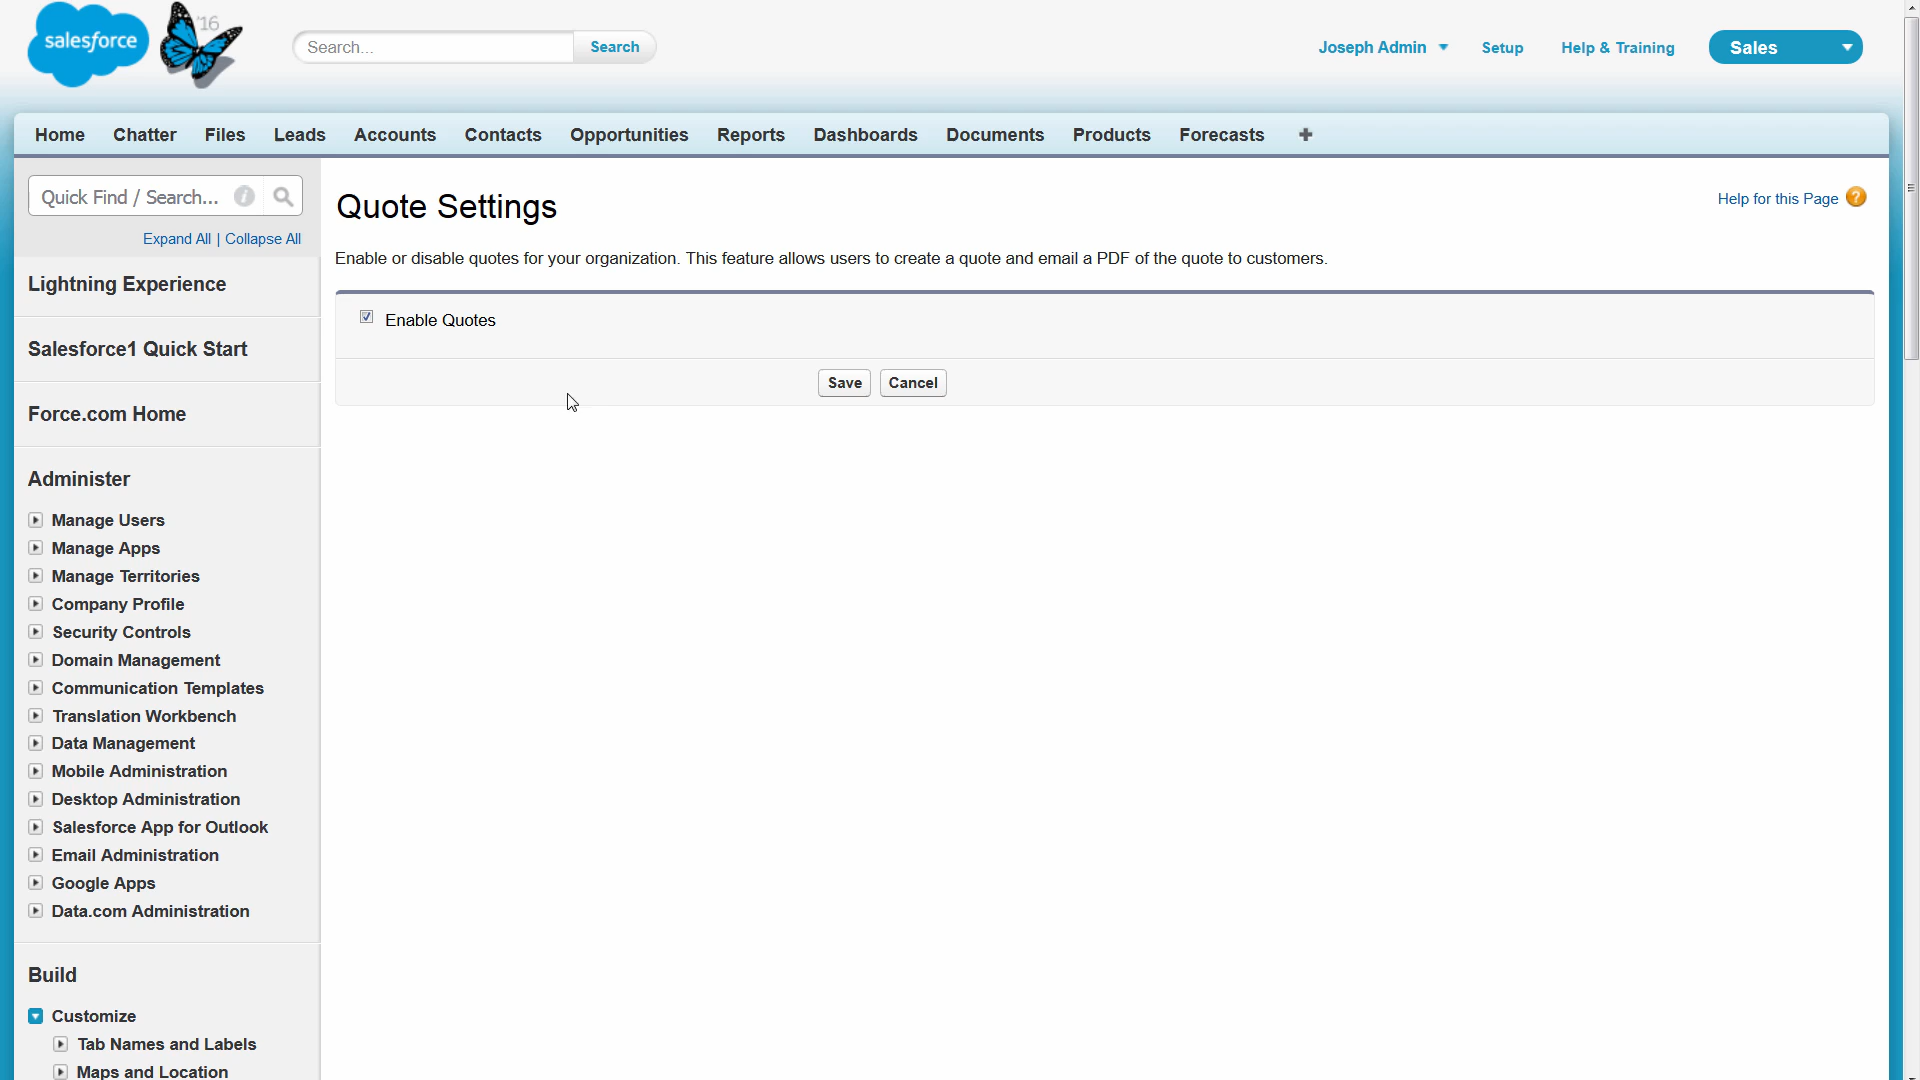 salesforce
'16
Search...
Search
Joseph Admin
Setup
Help & Training
Sales
Home
Chatter
Files
Leads
Accounts
Contacts
Opportunities
Reports
Dashboards
Documents
Products
Forecasts
Quick Find / Search...
Expand All | Collapse All
Lightning Experience
Salesforce1 Quick Start
Force.com Home
Administer
Manage Users
Manage Apps
Manage Territories
Company Profile
Security Controls
Domain Management
Communication Templates
Translation Workbench
Data Management
Mobile Administration
Desktop Administration
Salesforce App for Outlook
Email Administration
Google Apps
Data.com Administration
Build
Customize
Tab Names and Labels
Maps and Location
Quote Settings
Help for this Page
Enable or disable quotes for your organization. This feature allows users to create a quote and email a PDF of the quote to customers.
Enable Quotes
Save
Cancel